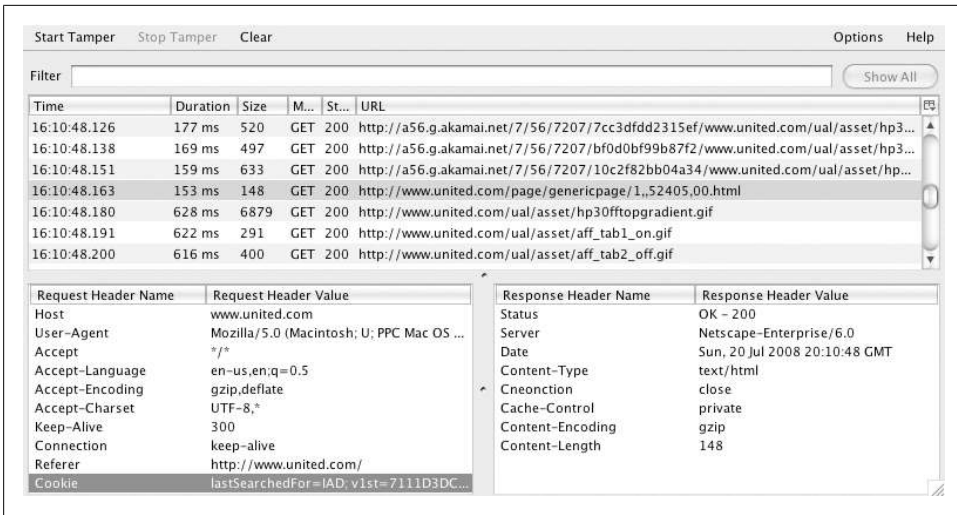 Start Tamper Stop Tamper Clear Options Help
Filter Show All
Time Duration Size M... St... URL
16:10:48.126 177 ms 520 GET 200 http://a56.g.akamai.net/7/56/7207/7cc3dfdd2315ef/www.united.com/ual/asset/hp3...
16:10:48.138 169 ms 497 GET 200 http://a56.g.akamai.net/7/56/7207/bf0d0bf99b87f2/www.united.com/ual/asset/hp3...
16:10:48.151 159 ms 633 GET 200 http://a56.g.akamai.net/7/56/7207/10c2f82bb04a34/www.united.com/ual/asset/hp...
16:10:48.163 153 ms 148 GET 200 http://www.united.com/page/genericpage/1,,52405,00.html
16:10:48.180 628 ms 6879 GET 200 http://www.united.com/ual/asset/hp30fftopgradient.gif
16:10:48.191 622 ms 291 GET 200 http://www.united.com/ual/asset/aff_tab1_on.gif
16:10:48.200 616 ms 400 GET 200 http://www.united.com/ual/asset/aff_tab2_off.gif
Request Header Name Request Header Value
Host www.united.com
User-Agent Mozilla/5.0 (Macintosh; U; PPC Mac OS ...
Accept */*
Accept-Language en-us,en;q=0.5
Accept-Encoding gzip,deflate
Accept-Charset UTF-8,*
Keep-Alive 300
Connection keep-alive
Referer http://www.united.com/
Cookie lastSearchedFor=IAD; v1st=7111D3DC...
Response Header Name Response Header Value
Status OK - 200
Server Netscape-Enterprise/6.0
Date Sun, 20 Jul 2008 20:10:48 GMT
Content-Type text/html
Cneonction close
Cache-Control private
Content-Encoding gzip
Content-Length 148